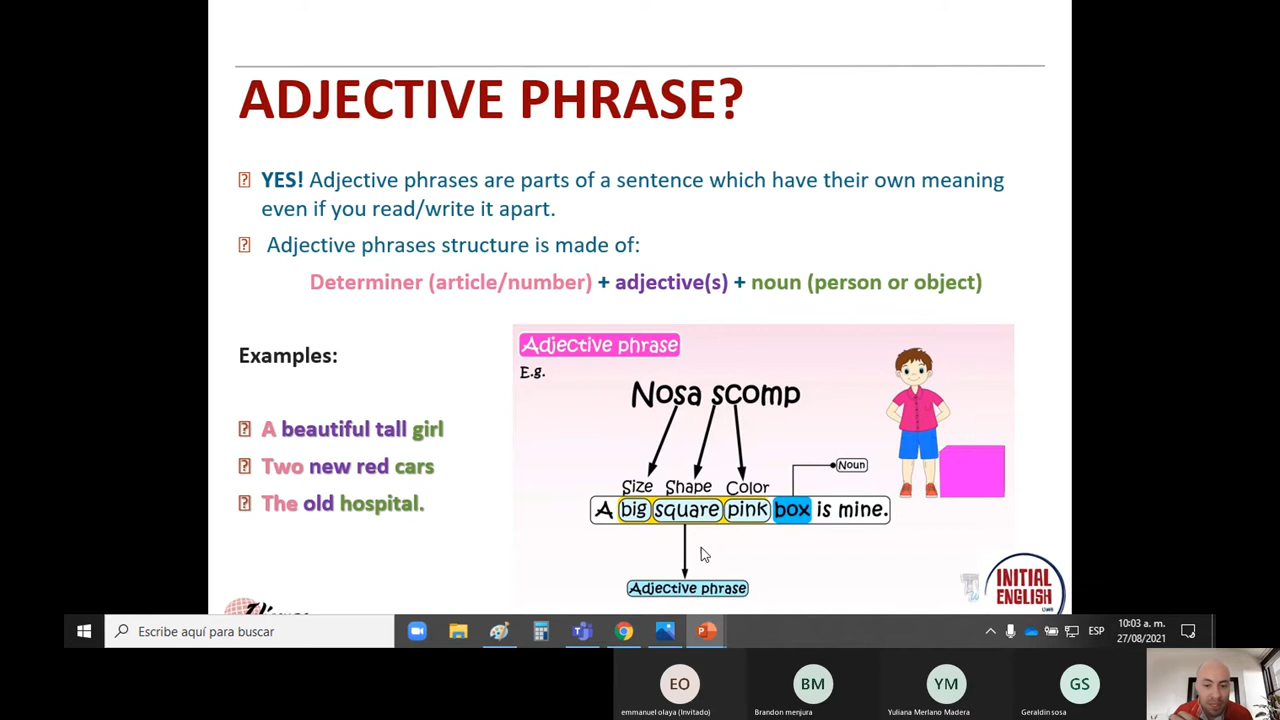 ADJECTIVE PHRASE?
YES! Adjective phrases are parts of a sentence which have their own meaning
even if you read/write it apart.
Adjective phrases structure is made of:
Determiner (article/number) + adjective(s) + noun (person or object)
Examples:
A beautiful tall girl
Two new red cars
The old hospital.
Adjective phrase
E.g.
Nosa scomp
Size Shape Color
Noun
A big square pink box is mine.
Adjective phrase
INITIAL
ENGLISH
Escribe aquí para buscar
ESP
10:03 a. m.
27/08/2021
EO
BM
YM
GS
emmanuel olaya (Invitado)
Brandon menjura
Yuliana Merlano Madera
Geraldin sosa